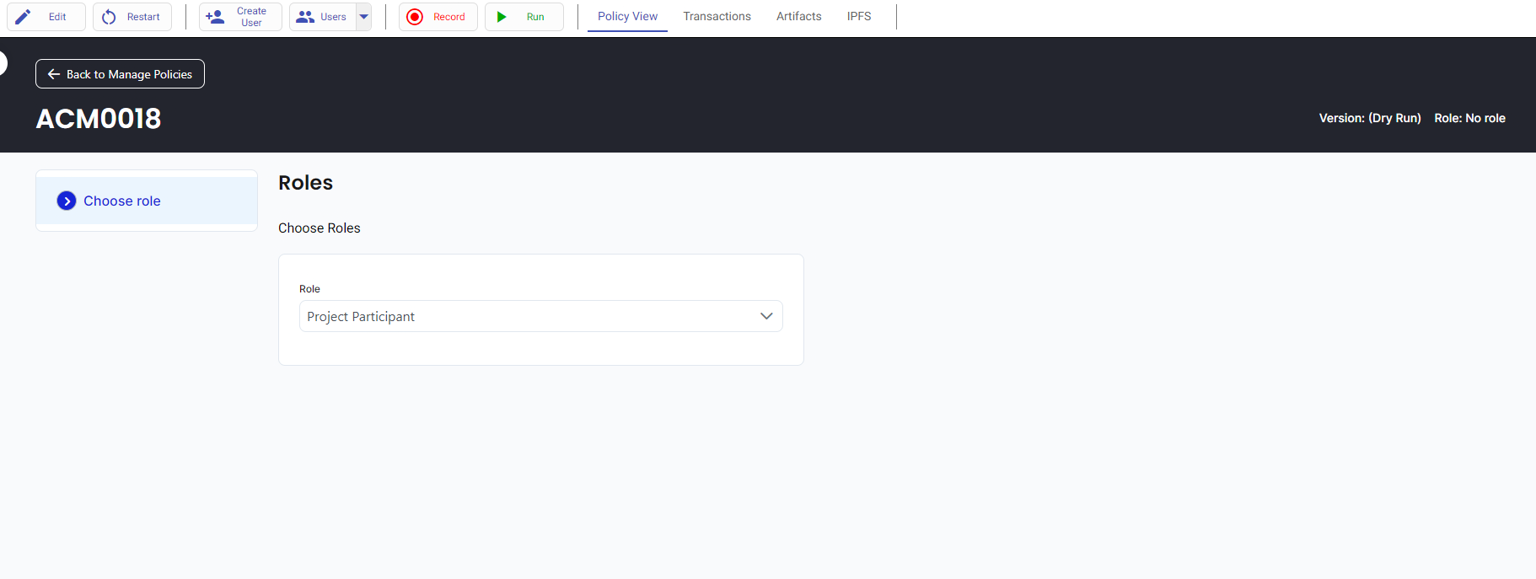 Edit
Restart
Create
User
Users
Record
Run
Policy View
Transactions
Artifacts
IPFS
Back to Manage Policies
ACM0018
Version: (Dry Run)
Role: No role
Choose role
Roles
Choose Roles
Role
Project Participant